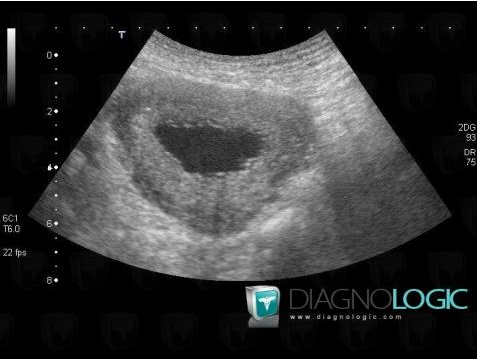 T
0
2
4
6
8
2DG
93
DR
75
6C1
T6.0
22 fps
DIAGNOLOGIC
www.diagnologic.com